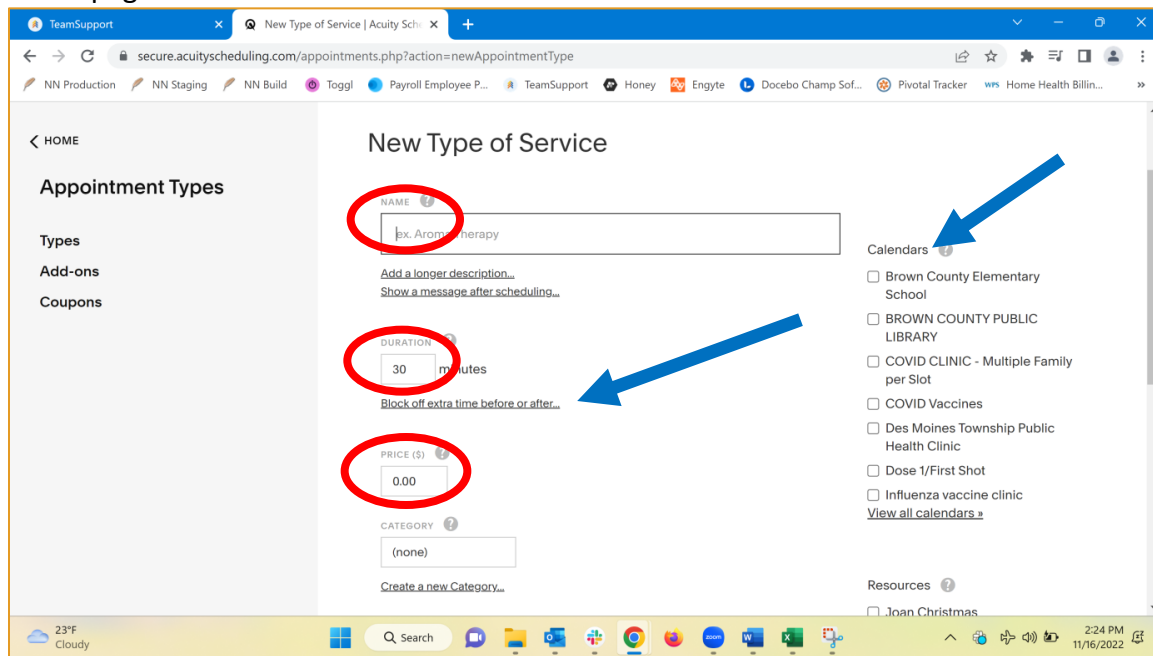 TeamSupport
New Type of Service | Acuity Sche
secure.acuityscheduling.com/appointments.php?action=newAppointmentType
NN Production NN Staging NN Build Toggl Payroll Employee P... TeamSupport Honey Engyte Docebo Champ Sof... Pivotal Tracker WPS Home Health Billin... »
HOME
Appointment Types
Types
Add-ons
Coupons
New Type of Service
NAME ?
ex. Aromatherapy
Add a longer description...
Show a message after scheduling...
DURATION ?
30 minutes
Block off extra time before or after...
PRICE ($) ?
0.00
CATEGORY ?
(none)
Create a new Category...
Calendars ?
Brown County Elementary
School
BROWN COUNTY PUBLIC
LIBRARY
COVID CLINIC - Multiple Family
per Slot
COVID Vaccines
Des Moines Township Public
Health Clinic
Dose 1/First Shot
Influenza vaccine clinic
View all calendars »
Resources ?
Joan Christmas
23°F
Cloudy
Search
zoom
2:24 PM
11/16/2022